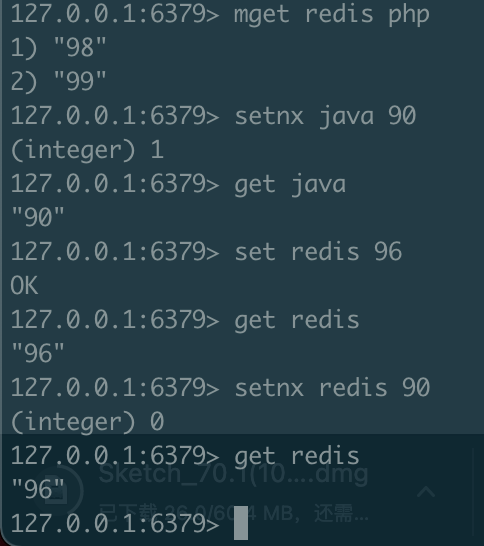 127.0.0.1:6379> mget redis php
1) "98"
2) "99"
127.0.0.1:6379> setnx java 90
(integer) 1
127.0.0.1:6379> get java
"90"
127.0.0.1:6379> set redis 96
OK
127.0.0.1:6379> get redis
"96"
127.0.0.1:6379> setnx redis 90
(integer) 0
127.0.0.1:6379> get redis
Sketch_70.1(10....dmg
"96"
已下载 MB，还需...
127.0.0.1:6379>